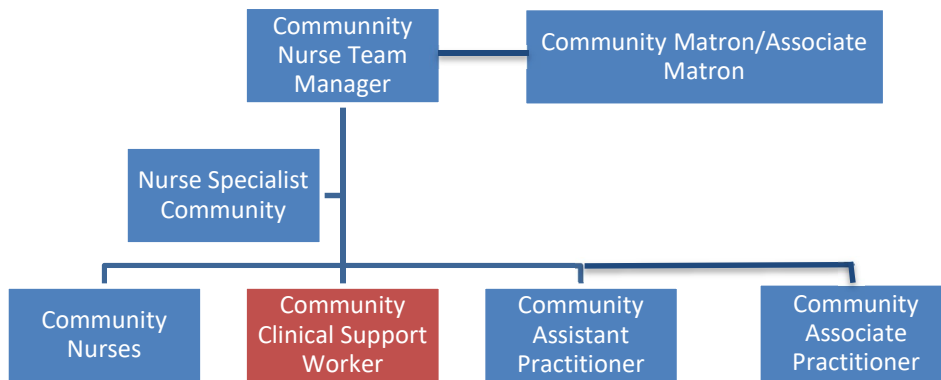 Communnity
Nurse Team
Manager
Community Matron/Associate
Matron
Nurse Specialist
Community
Community
Nurses
Community
Clinical Support
Worker
Community
Assistant
Practitioner
Community
Associate
Practitioner